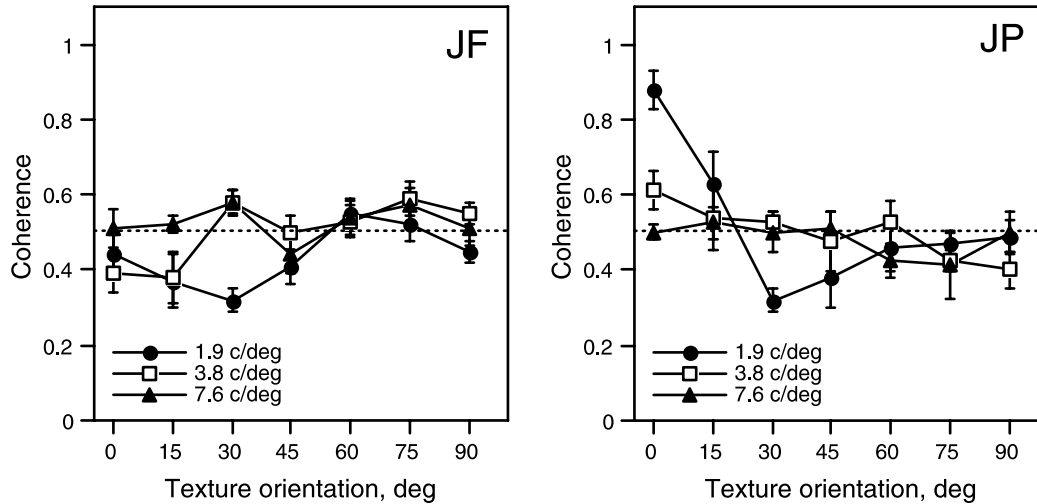 JF
1
0.8
0.6
0.4
0.2
0
Coherence
1.9 c/deg
3.8 c/deg
7.6 c/deg
0 15 30 45 60 75 90
Texture orientation, deg
JP
1
0.8
0.6
0.4
0.2
0
Coherence
1.9 c/deg
3.8 c/deg
7.6 c/deg
0 15 30 45 60 75 90
Texture orientation, deg